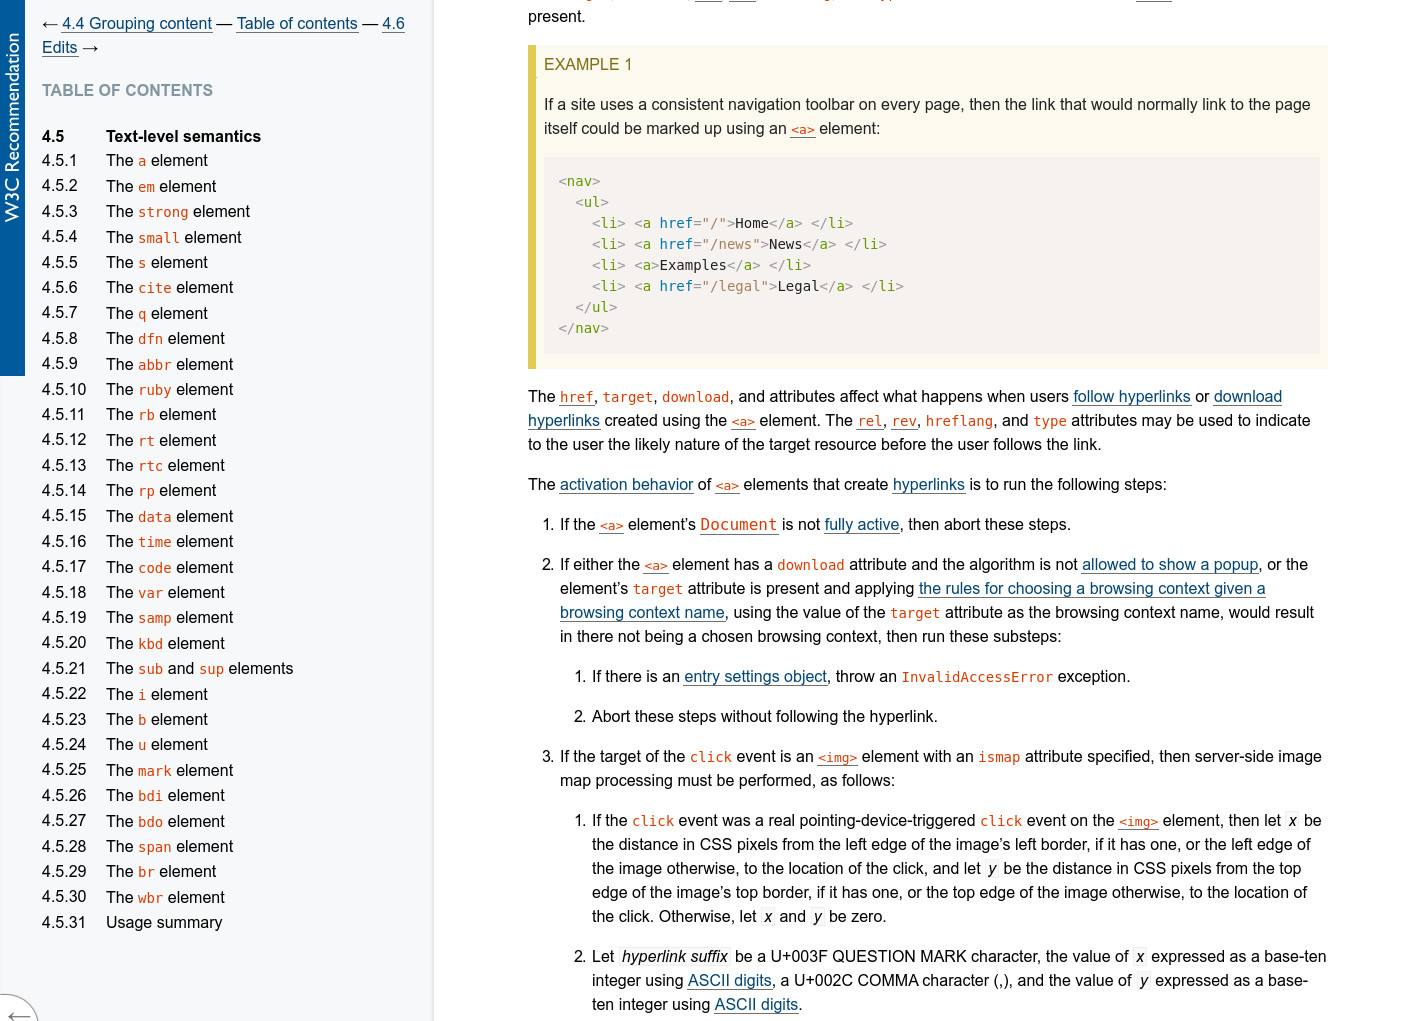 W3C Recommendation
← 4.4 Grouping content — Table of contents — 4.6
Edits →
TABLE OF CONTENTS
4.5 Text-level semantics
4.5.1 The a element
4.5.2 The em element
4.5.3 The strong element
4.5.4 The small element
4.5.5 The s element
4.5.6 The cite element
4.5.7 The q element
4.5.8 The dfn element
4.5.9 The abbr element
4.5.10 The ruby element
4.5.11 The rb element
4.5.12 The rt element
4.5.13 The rtc element
4.5.14 The rp element
4.5.15 The data element
4.5.16 The time element
4.5.17 The code element
4.5.18 The var element
4.5.19 The samp element
4.5.20 The kbd element
4.5.21 The sub and sup elements
4.5.22 The i element
4.5.23 The b element
4.5.24 The u element
4.5.25 The mark element
4.5.26 The bdi element
4.5.27 The bdo element
4.5.28 The span element
4.5.29 The br element
4.5.30 The wbr element
4.5.31 Usage summary
←
present.
EXAMPLE 1
If a site uses a consistent navigation toolbar on every page, then the link that would normally link to the page
itself could be marked up using an <a> element:
<nav>
<ul>
<li> <a href="/">Home</a> </li>
<li> <a href="/news">News</a> </li>
<li> <a>Examples</a> </li>
<li> <a href="/legal">Legal</a> </li>
</ul>
</nav>
The href, target, download, and attributes affect what happens when users follow hyperlinks or download
hyperlinks created using the <a> element. The rel, rev, hreflang, and type attributes may be used to indicate
to the user the likely nature of the target resource before the user follows the link.
The activation behavior of <a> elements that create hyperlinks is to run the following steps:
1. If the <a> element’s Document is not fully active, then abort these steps.
2. If either the <a> element has a download attribute and the algorithm is not allowed to show a popup, or the
element’s target attribute is present and applying the rules for choosing a browsing context given a
browsing context name, using the value of the target attribute as the browsing context name, would result
in there not being a chosen browsing context, then run these substeps:
1. If there is an entry settings object, throw an InvalidAccessError exception.
2. Abort these steps without following the hyperlink.
3. If the target of the click event is an <img> element with an ismap attribute specified, then server-side image
map processing must be performed, as follows:
1. If the click event was a real pointing-device-triggered click event on the <img> element, then let x be
the distance in CSS pixels from the left edge of the image’s left border, if it has one, or the left edge of
the image otherwise, to the location of the click, and let y be the distance in CSS pixels from the top
edge of the image’s top border, if it has one, or the top edge of the image otherwise, to the location of
the click. Otherwise, let x and y be zero.
2. Let hyperlink suffix be a U+003F QUESTION MARK character, the value of x expressed as a base-ten
integer using ASCII digits, a U+002C COMMA character (,), and the value of y expressed as a base-
ten integer using ASCII digits.